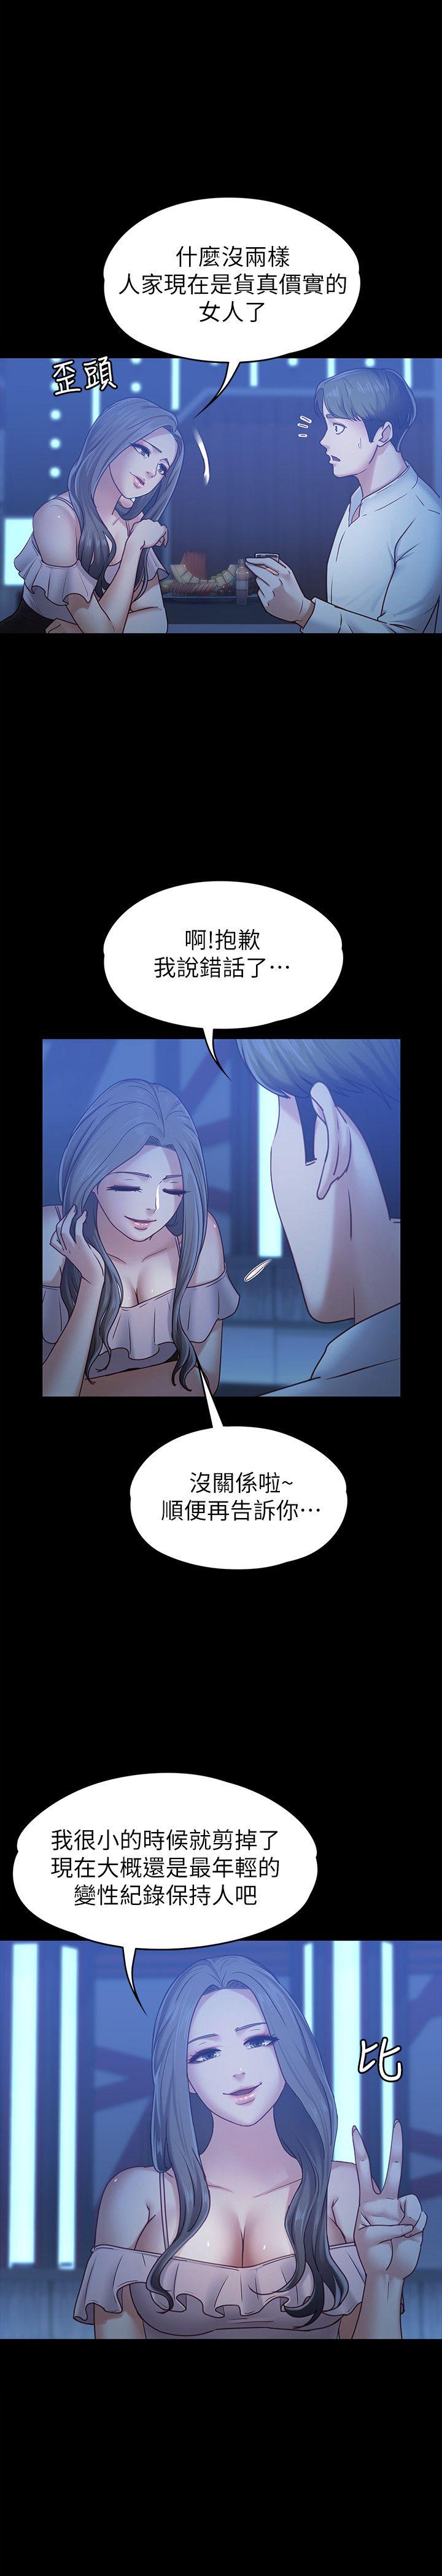 什麼沒兩樣
人家現在是貨真價實的
女人了
歪頭
啊!抱歉
我說錯話了⋯
沒關係啦~
順便再告訴你⋯
我很小的時候就剪掉了
現在大概還是最年輕的
變性紀錄保持人吧
比